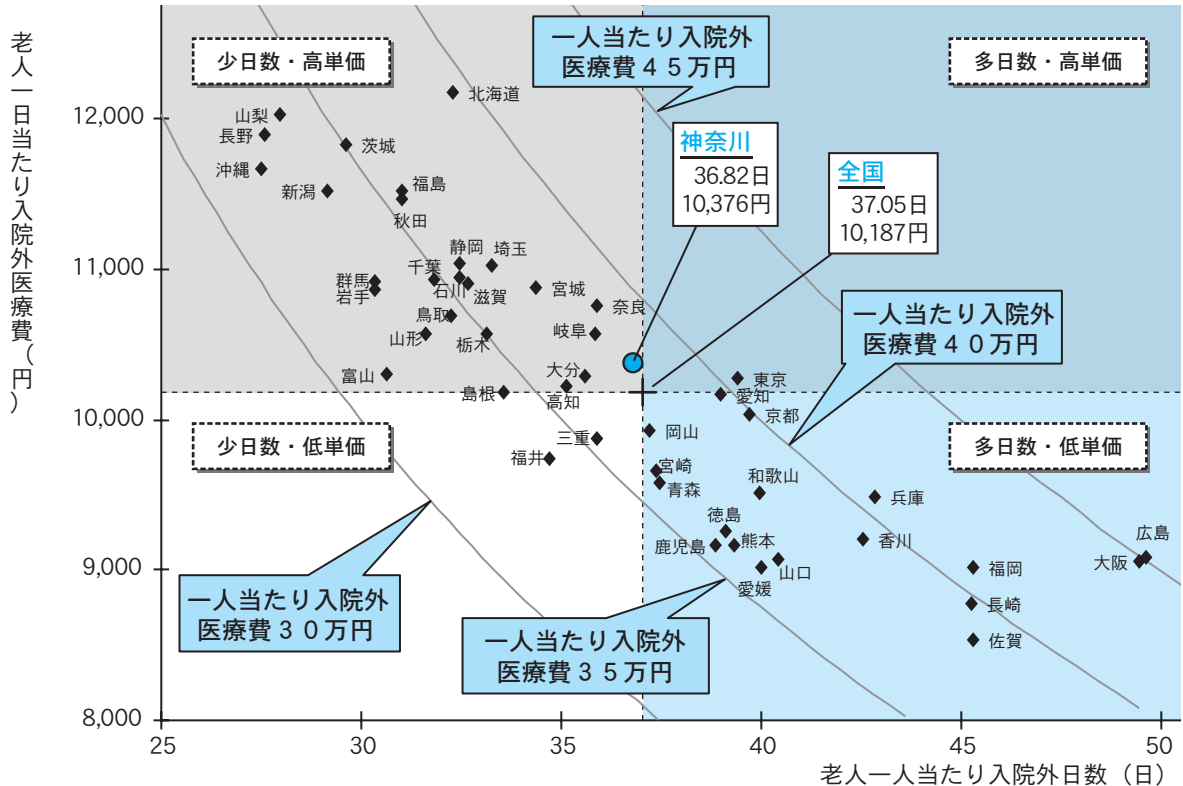 老人一日当たり入院外医療費（円）
12,000
11,000
10,000
9,000
8,000
少日数・高単価
多日数・高単価
一人当たり入院外
医療費４５万円
神奈川
36.82日
10,376円
全国
37.05日
10,187円
北海道
山梨
長野
茨城
沖縄
新潟
福島
秋田
静岡
埼玉
千葉
群馬
岩手
石川
滋賀
宮城
奈良
鳥取
山形
栃木
岐阜
一人当たり入院外
医療費４０万円
富山
大分
島根
高知
東京
愛知
京都
少日数・低単価
多日数・低単価
三重
福井
岡山
宮崎
青森
和歌山
兵庫
徳島
鹿児島
熊本
香川
広島
大阪
山口
愛媛
福岡
長崎
佐賀
一人当たり入院外
医療費３０万円
一人当たり入院外
医療費３５万円
25
30
35
40
45
50
老人一人当たり入院外日数（日）